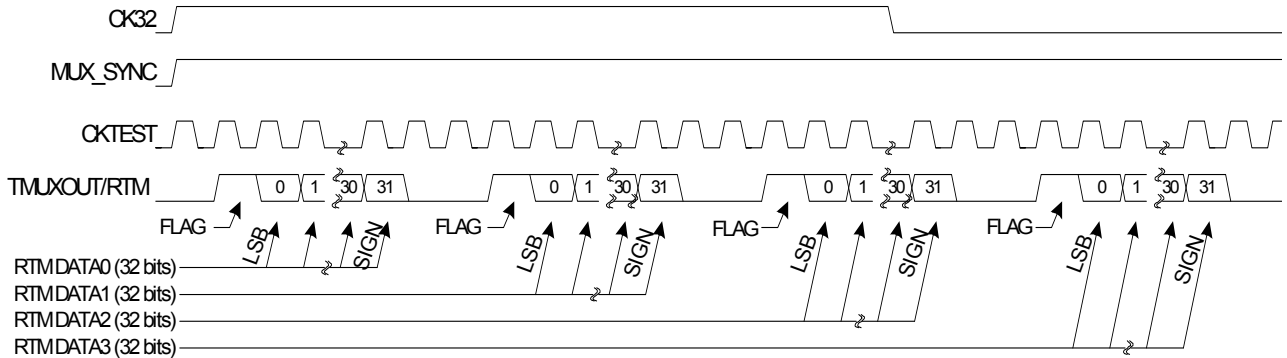 CK32
MUX_SYNC
CKTEST
TMUXOUT/RTM
0 1 30 31 0 1 30 31 0 1 30 31 0 1 30 31
FLAG FLAG FLAG FLAG
LSB SIGN LSB SIGN LSB SIGN LSB SIGN
RTMDATA0 (32 bits)
RTMDATA1 (32 bits)
RTMDATA2 (32 bits)
RTMDATA3 (32 bits)